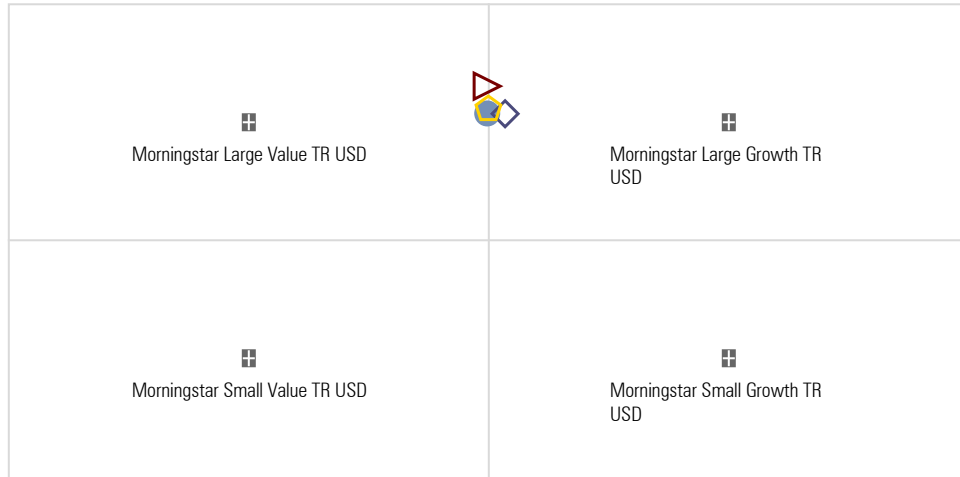 Morningstar Large Value TR USD
Morningstar Large Growth TR
USD
Morningstar Small Value TR USD
Morningstar Small Growth TR
USD